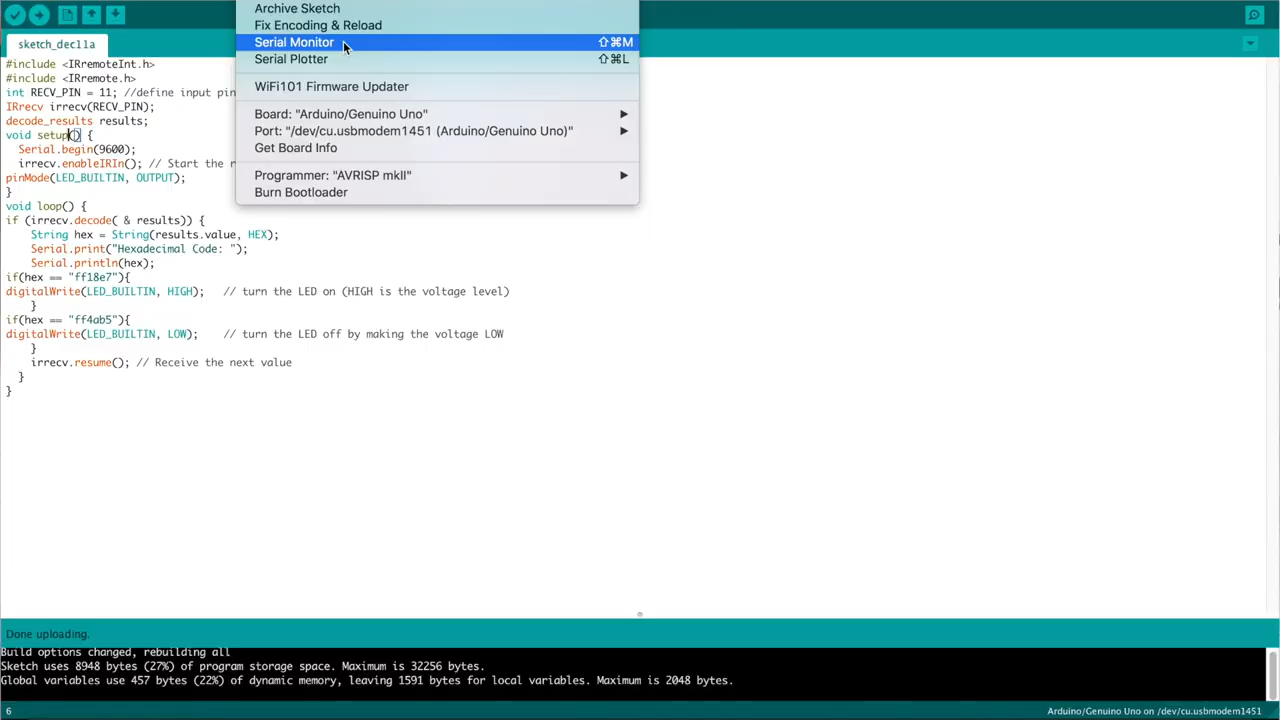 Archive Sketch
Fix Encoding & Reload
Serial Monitor ⇧⌘M
Serial Plotter ⇧⌘L
WiFi101 Firmware Updater
Board: "Arduino/Genuino Uno"
Port: "/dev/cu.usbmodem1451 (Arduino/Genuino Uno)"
Get Board Info
Programmer: "AVRISP mkII"
Burn Bootloader
sketch_dec11a
#include <IRremoteInt.h>
#include <IRremote.h>
int RECV_PIN = 11; //define input pin
IRrecv irrecv(RECV_PIN);
decode_results results;
void setup() {
Serial.begin(9600);
irrecv.enableIRIn(); // Start the
pinMode(LED_BUILTIN, OUTPUT);
}
void loop() {
if (irrecv.decode( & results)) {
String hex = String(results.value, HEX);
Serial.print("Hexadecimal Code: ");
Serial.println(hex);
if(hex == "ff18e7"){
digitalWrite(LED_BUILTIN, HIGH); // turn the LED on (HIGH is the voltage level)
}
if(hex == "ff4ab5"){
digitalWrite(LED_BUILTIN, LOW); // turn the LED off by making the voltage LOW
}
irrecv.resume(); // Receive the next value
}
}
Done uploading.
Build options changed, rebuilding all
Sketch uses 8948 bytes (27%) of program storage space. Maximum is 32256 bytes.
Global variables use 457 bytes (22%) of dynamic memory, leaving 1591 bytes for local variables. Maximum is 2048 bytes.
6 Arduino/Genuino Uno on /dev/cu.usbmodem1451